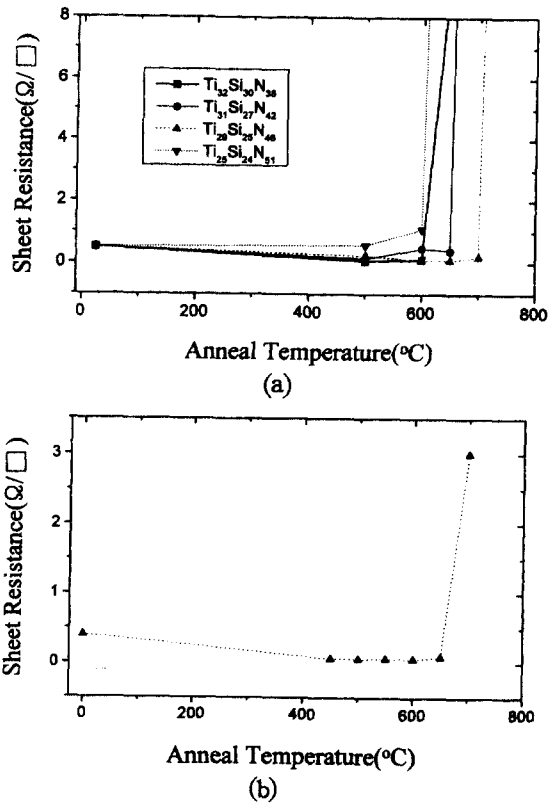 8
6
4
2
0
Sheet Resistance(Ω/□)
Ti32Si30N38
Ti31Si27N42
Ti29Si25N46
Ti25Si24N51
0 200 400 600 800
Anneal Temperature(°C)
(a)
3
2
1
0
Sheet Resistance(Ω/□)
0 200 400 600 800
Anneal Temperature(°C)
(b)